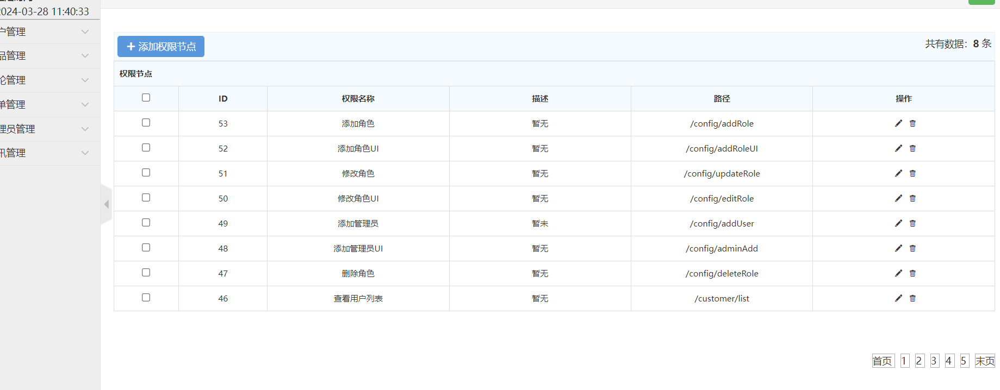 2024-03-28 11:40:33
户管理
品管理
论管理
单管理
理员管理
讯管理
添加权限节点
共有数据：8 条
权限节点
ID 权限名称 描述 路径 操作
53 添加角色 暂无 /config/addRole
52 添加角色UI 暂无 /config/addRoleUI
51 修改角色 暂无 /config/updateRole
50 修改角色UI 暂无 /config/editRole
49 添加管理员 暂未 /config/addUser
48 添加管理员UI 暂无 /config/adminAdd
47 删除角色 暂无 /config/deleteRole
46 查看用户列表 暂无 /customer/list
首页 1 2 3 4 5 末页